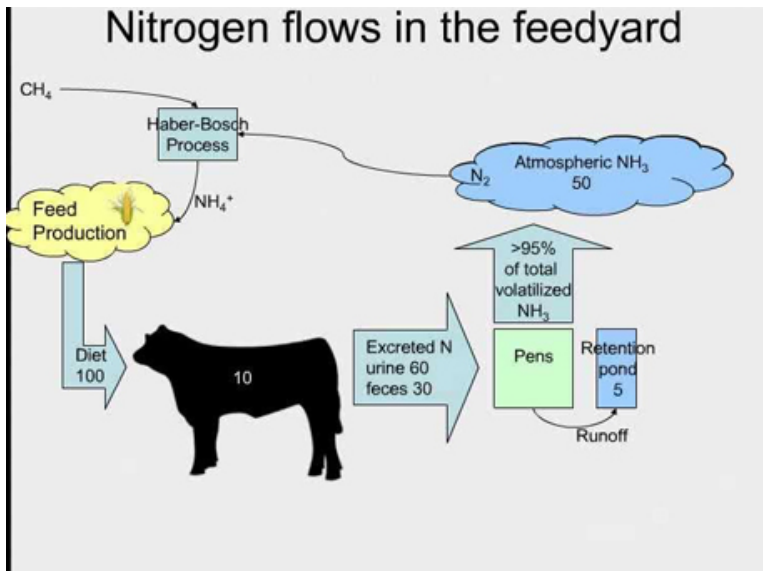 Nitrogen flows in the feedyard
CH₄
Haber-Bosch
Process
Atmospheric NH₃
50
N₂
NH₄⁺
Feed
Production
>95%
of total
volatilized
NH₃
Diet
100
10
Excreted N
urine 60
feces 30
Pens
Retention
pond
5
Runoff